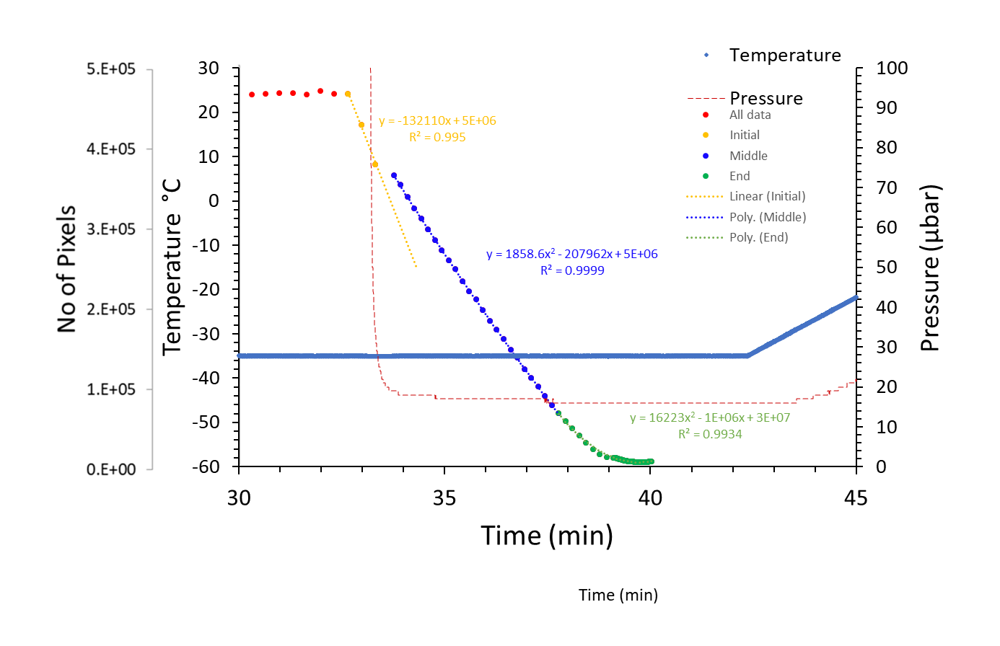 Temperature
Pressure
All data
Initial
Middle
End
Linear (Initial)
Poly. (Middle)
Poly. (End)
No of Pixels
5.E+05
4.E+05
3.E+05
2.E+05
1.E+05
0.E+00
Temperature °C
30
20
10
0
-10
-20
-30
-40
-50
-60
y = -132110x + 5E+06
R² = 0.995
y = 1858.6x² - 207962x + 5E+06
R² = 0.9999
y = 16223x² - 1E+06x + 3E+07
R² = 0.9934
100
90
80
70
60
50
40
30
20
10
0
Pressure (μbar)
30 35 40 45
Time (min)
Time (min)